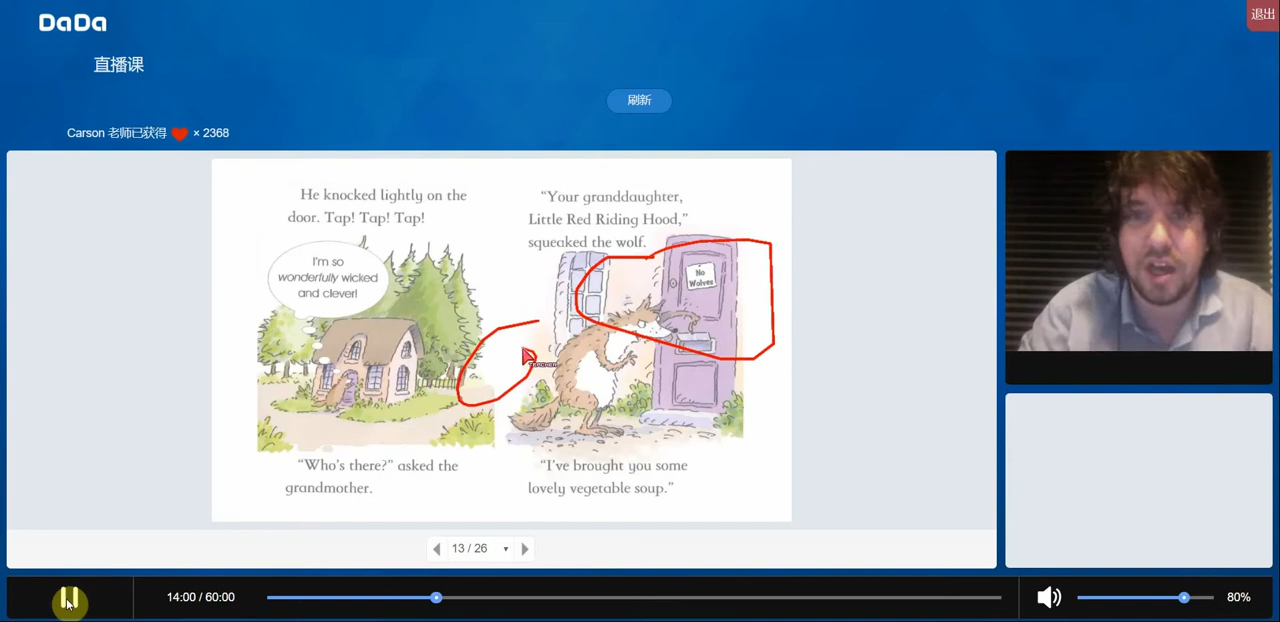 DaDa
退出
直播课
刷新
Carson 老师已获得 × 2368
He knocked lightly on the
door. Tap! Tap! Tap!
I'm so
wonderfully wicked
and clever!
"Who's there?" asked the
grandmother.
"Your granddaughter,
Little Red Riding Hood,"
squeaked the wolf.
No
Wolves
TEACHER
"I've brought you some
lovely vegetable soup."
13 / 26
14:00 / 60:00
80%